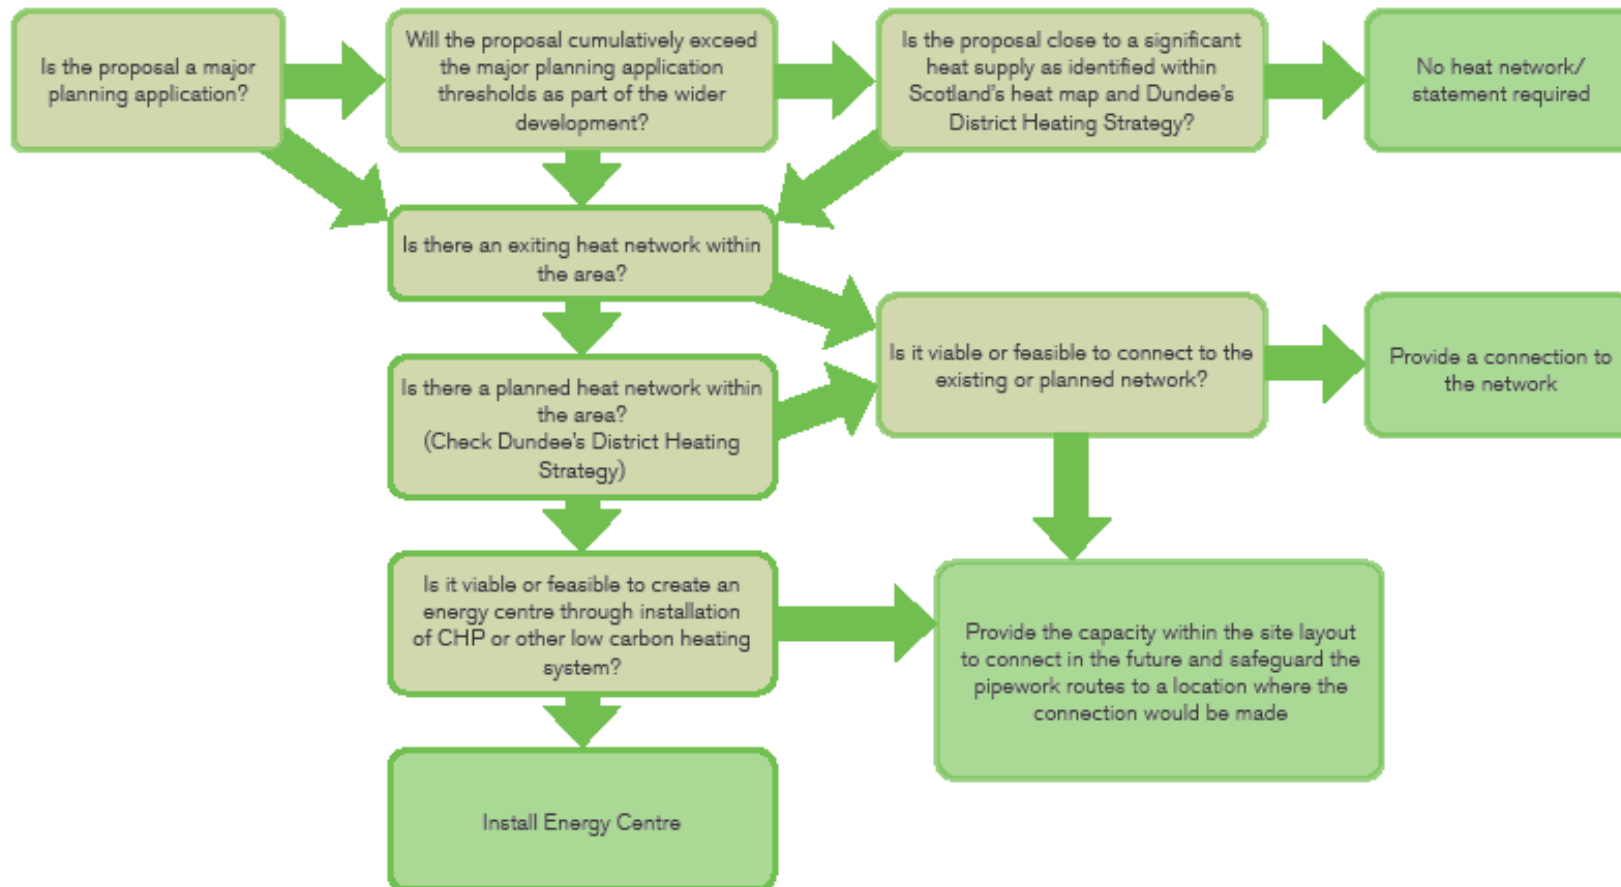 Is the proposal a major
planning application?
Will the proposal cumulatively exceed
the major planning application
thresholds as part of the wider
development?
Is the proposal close to a significant
heat supply as identified within
Scotland's heat map and Dundee's
District Heating Strategy?
No heat network/
statement required
Is there an exiting heat network within
the area?
Is it viable or feasible to connect to the
existing or planned network?
Provide a connection to
the network
Is there a planned heat network within
the area?
(Check Dundee's District Heating
Strategy)
Is it viable or feasible to create an
energy centre through installation
of CHP or other low carbon heating
system?
Provide the capacity within the site layout
to connect in the future and safeguard the
pipework routes to a location where the
connection would be made
Install Energy Centre